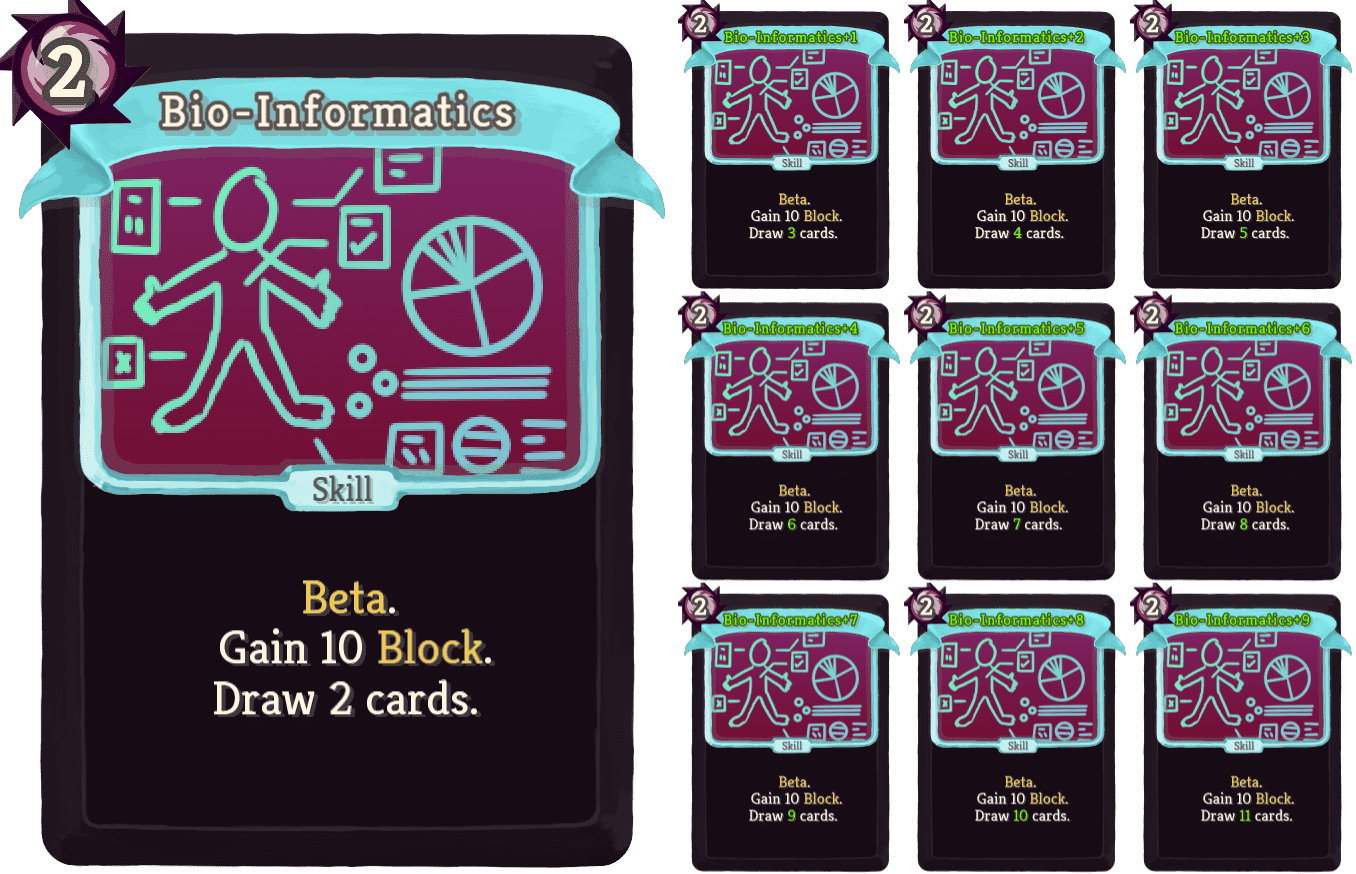 2
Bio-Informatics
Skill
Beta.
Gain 10 Block.
Draw 2 cards.
2
Bio-Informatics+1
Skill
Beta.
Gain 10 Block.
Draw 3 cards.
2
Bio-Informatics+2
Skill
Beta.
Gain 10 Block.
Draw 4 cards.
2
Bio-Informatics+3
Skill
Beta.
Gain 10 Block.
Draw 5 cards.
2
Bio-Informatics+4
Skill
Beta.
Gain 10 Block.
Draw 6 cards.
2
Bio-Informatics+5
Skill
Beta.
Gain 10 Block.
Draw 7 cards.
2
Bio-Informatics+6
Skill
Beta.
Gain 10 Block.
Draw 8 cards.
2
Bio-Informatics+7
Skill
Beta.
Gain 10 Block.
Draw 9 cards.
2
Bio-Informatics+8
Skill
Beta.
Gain 10 Block.
Draw 10 cards.
2
Bio-Informatics+9
Skill
Beta.
Gain 10 Block.
Draw 11 cards.